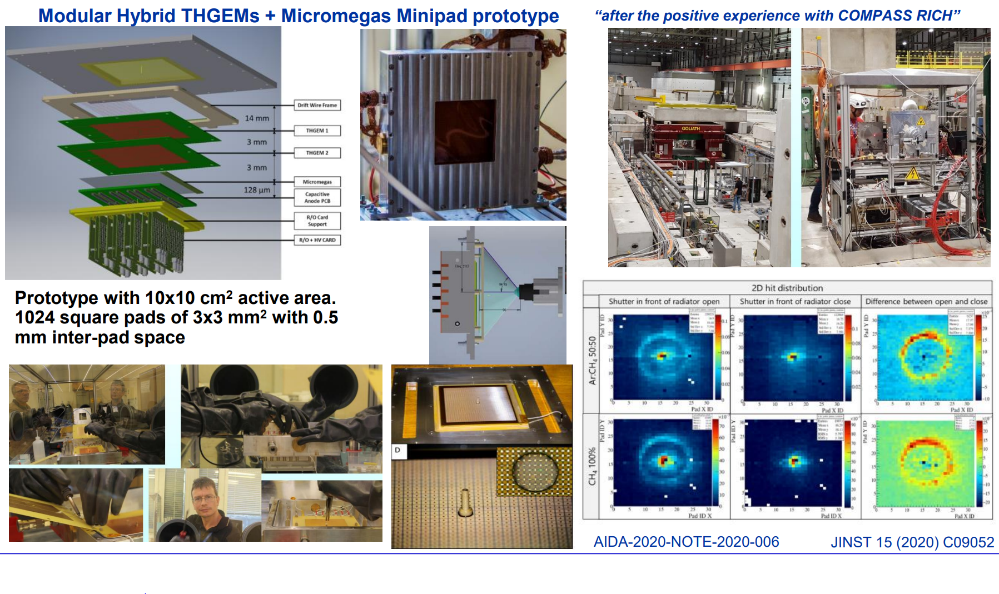 Modular Hybrid THGEMs + Micromegas Minipad prototype
“after the positive experience with COMPASS RICH”
Drift Wire Frame
14 mm
THGEM 1
3 mm
THGEM 2
3 mm
Micromegas
128 µm
Capacitive
Anode PCB
R/O Card
Support
R/O + HV CARD
GOLIATH
Prototype with 10x10 cm² active area.
1024 square pads of 3x3 mm² with 0.5
mm inter-pad space
D
2D hit distribution
Shutter in front of radiator open
Shutter in front of radiator close
Difference between open and close
Ar:CH₄ 50:50
Pad Y ID
Pad X ID
Pad Y ID
Pad X ID
Pad Y ID
Pad X ID
CH₄ 100%
Pad ID Y
Pad ID X
Pad ID Y
Pad ID X
Pad Y ID
Pad X ID
AIDA-2020-NOTE-2020-006
JINST 15 (2020) C09052